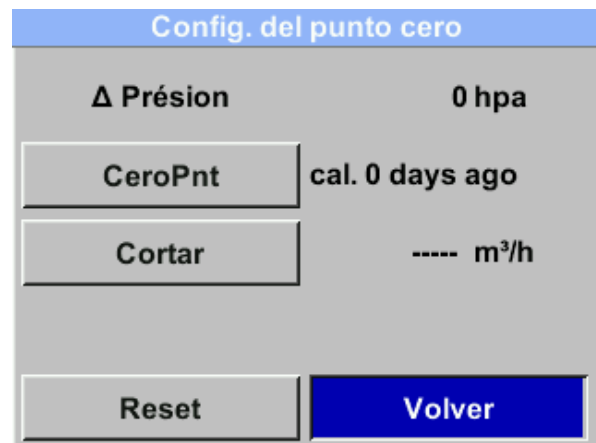 Config. del punto cero
Δ Présion 0 hpa
CeroPnt cal. 0 days ago
Cortar ----- m³/h
Reset Volver